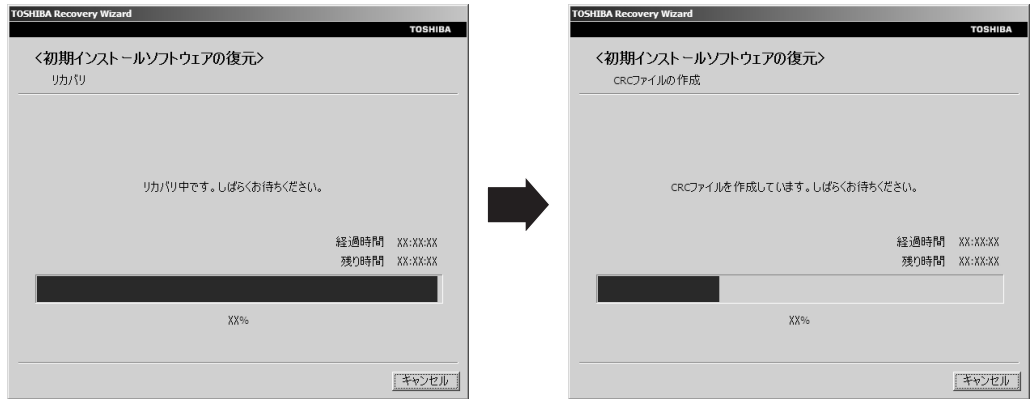 TOSHIBA Recovery Wizard
TOSHIBA
<初期インストールソフトウェアの復元>
リカバリ
リカバリ中です。しばらくお待ちください。
経過時間 XX:XX:XX
残り時間 XX:XX:XX
XX%
キャンセル
TOSHIBA Recovery Wizard
TOSHIBA
<初期インストールソフトウェアの復元>
CRCファイルの作成
CRCファイルを作成しています。しばらくお待ちください。
経過時間 XX:XX:XX
残り時間 XX:XX:XX
XX%
キャンセル